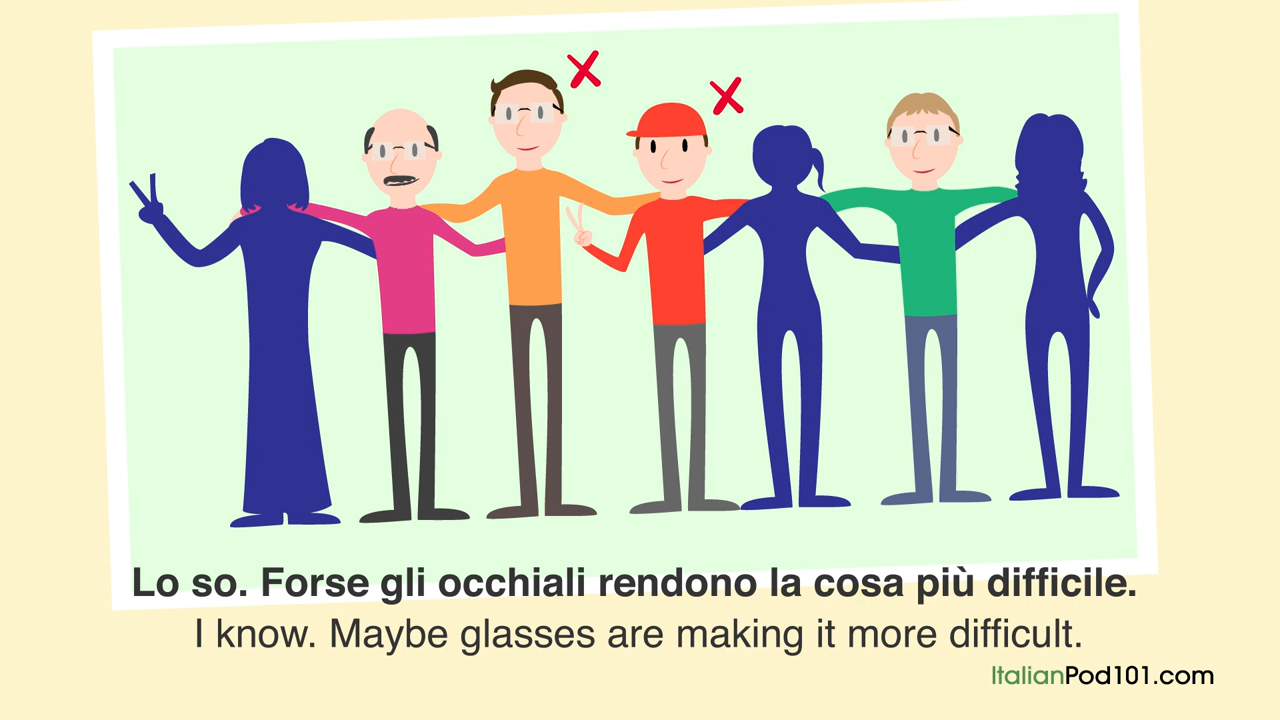 Lo so. Forse gli occhiali rendono la cosa più difficile.
I know. Maybe glasses are making it more difficult.
ItalianPod101.com